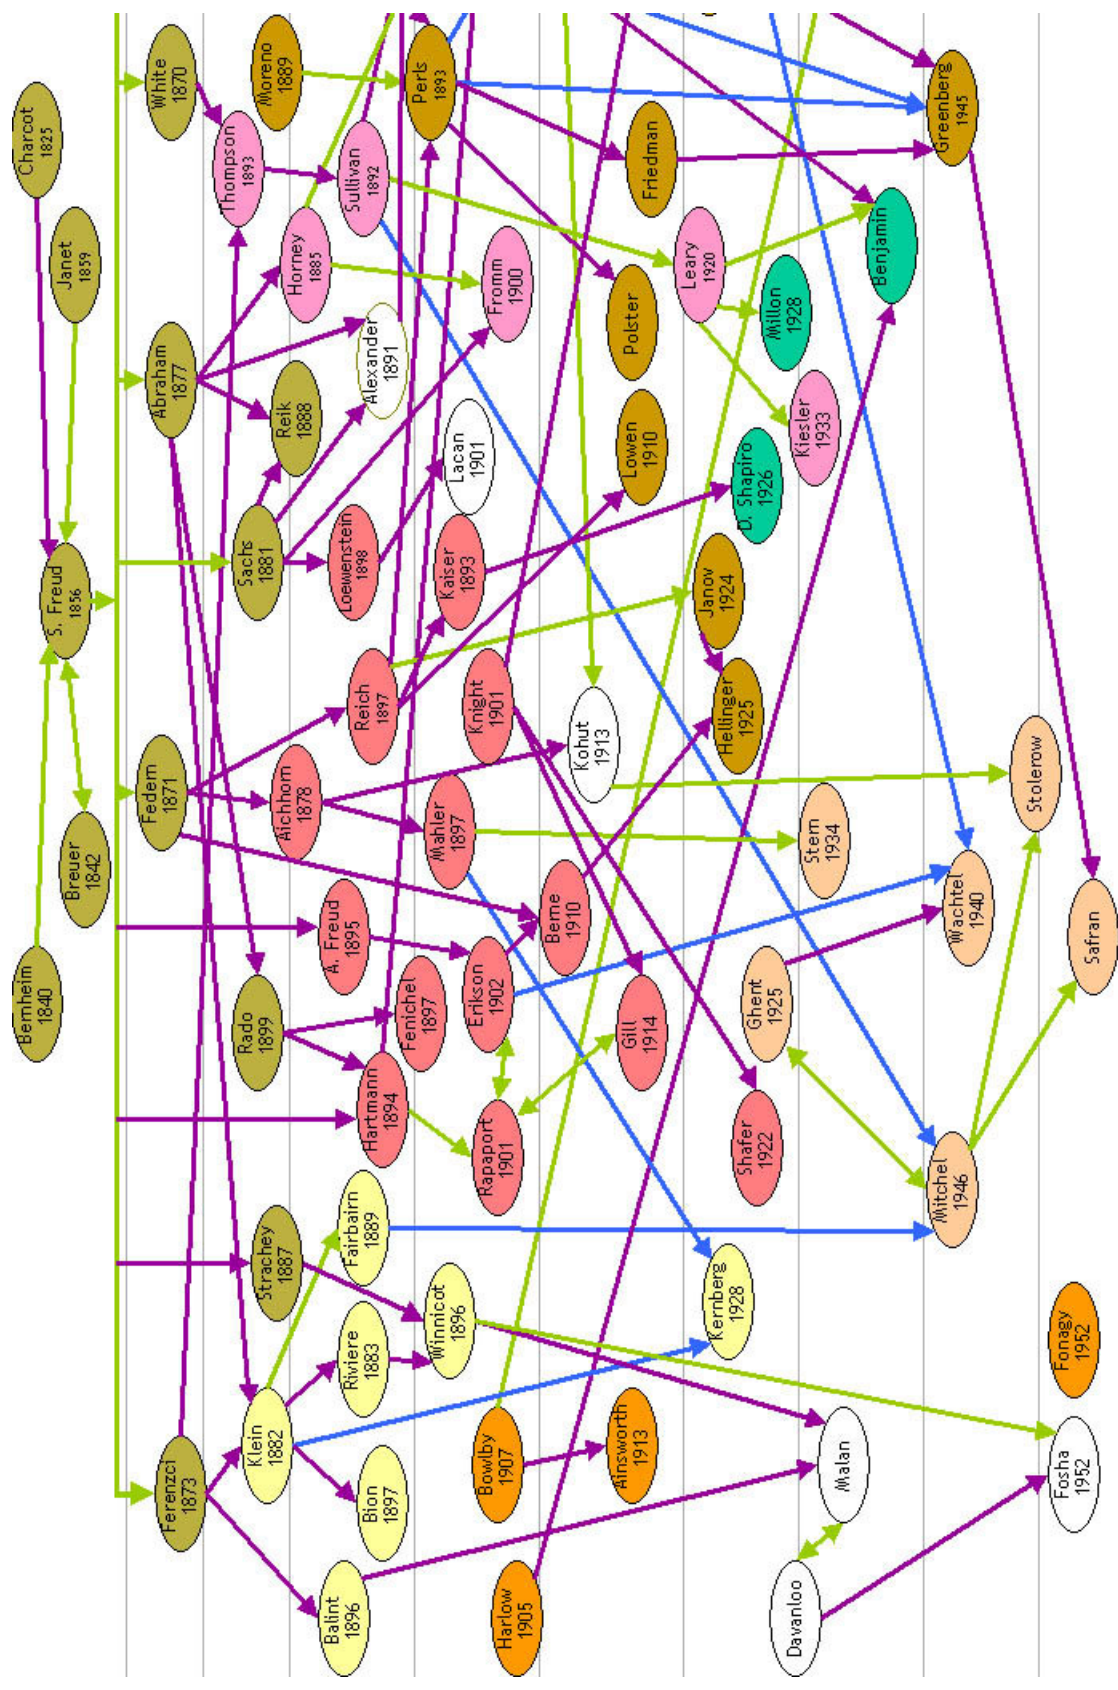 Charcot
1825
Janet
1859
S. Freud
1856
Breuer
1842
Bernheim
1840
White
1870
Abraham
1877
Federn
1871
Ferenzci
1873
Thompson
1893
Moreno
1889
Horney
1885
Reik
1888
Sachs
1881
Aichhorn
1878
Rado
1899
Strachey
1887
Klein
1882
Sullivan
1892
Alexander
1891
Loewenstein
1898
Reich
1897
A. Freud
1895
Hartmann
1894
Fairbairn
1889
Riviere
1883
Bion
1897
Balint
1896
Perls
1893
Fromm
1900
Lacan
1901
Kaiser
1893
Knight
1901
Mahler
1897
Fenichel
1897
Erikson
1902
Rapaport
1901
Winnicot
1896
Bowlby
1907
Harlow
1905
Friedman
Polster
Lowen
1910
Kohut
1913
Berne
1910
Gill
1914
Ainsworth
1913
Leary
1920
Millon
1928
D. Shapiro
1926
Janov
1924
Hellinger
1925
Ghent
1925
Shafer
1922
Kernberg
1928
Kiesler
1933
Stern
1934
Malan
Davanloo
Greenberg
1945
Benjamin
Wachtel
1940
Mitchel
1946
Stolerow
Safran
Fonagy
1952
Fosha
1952